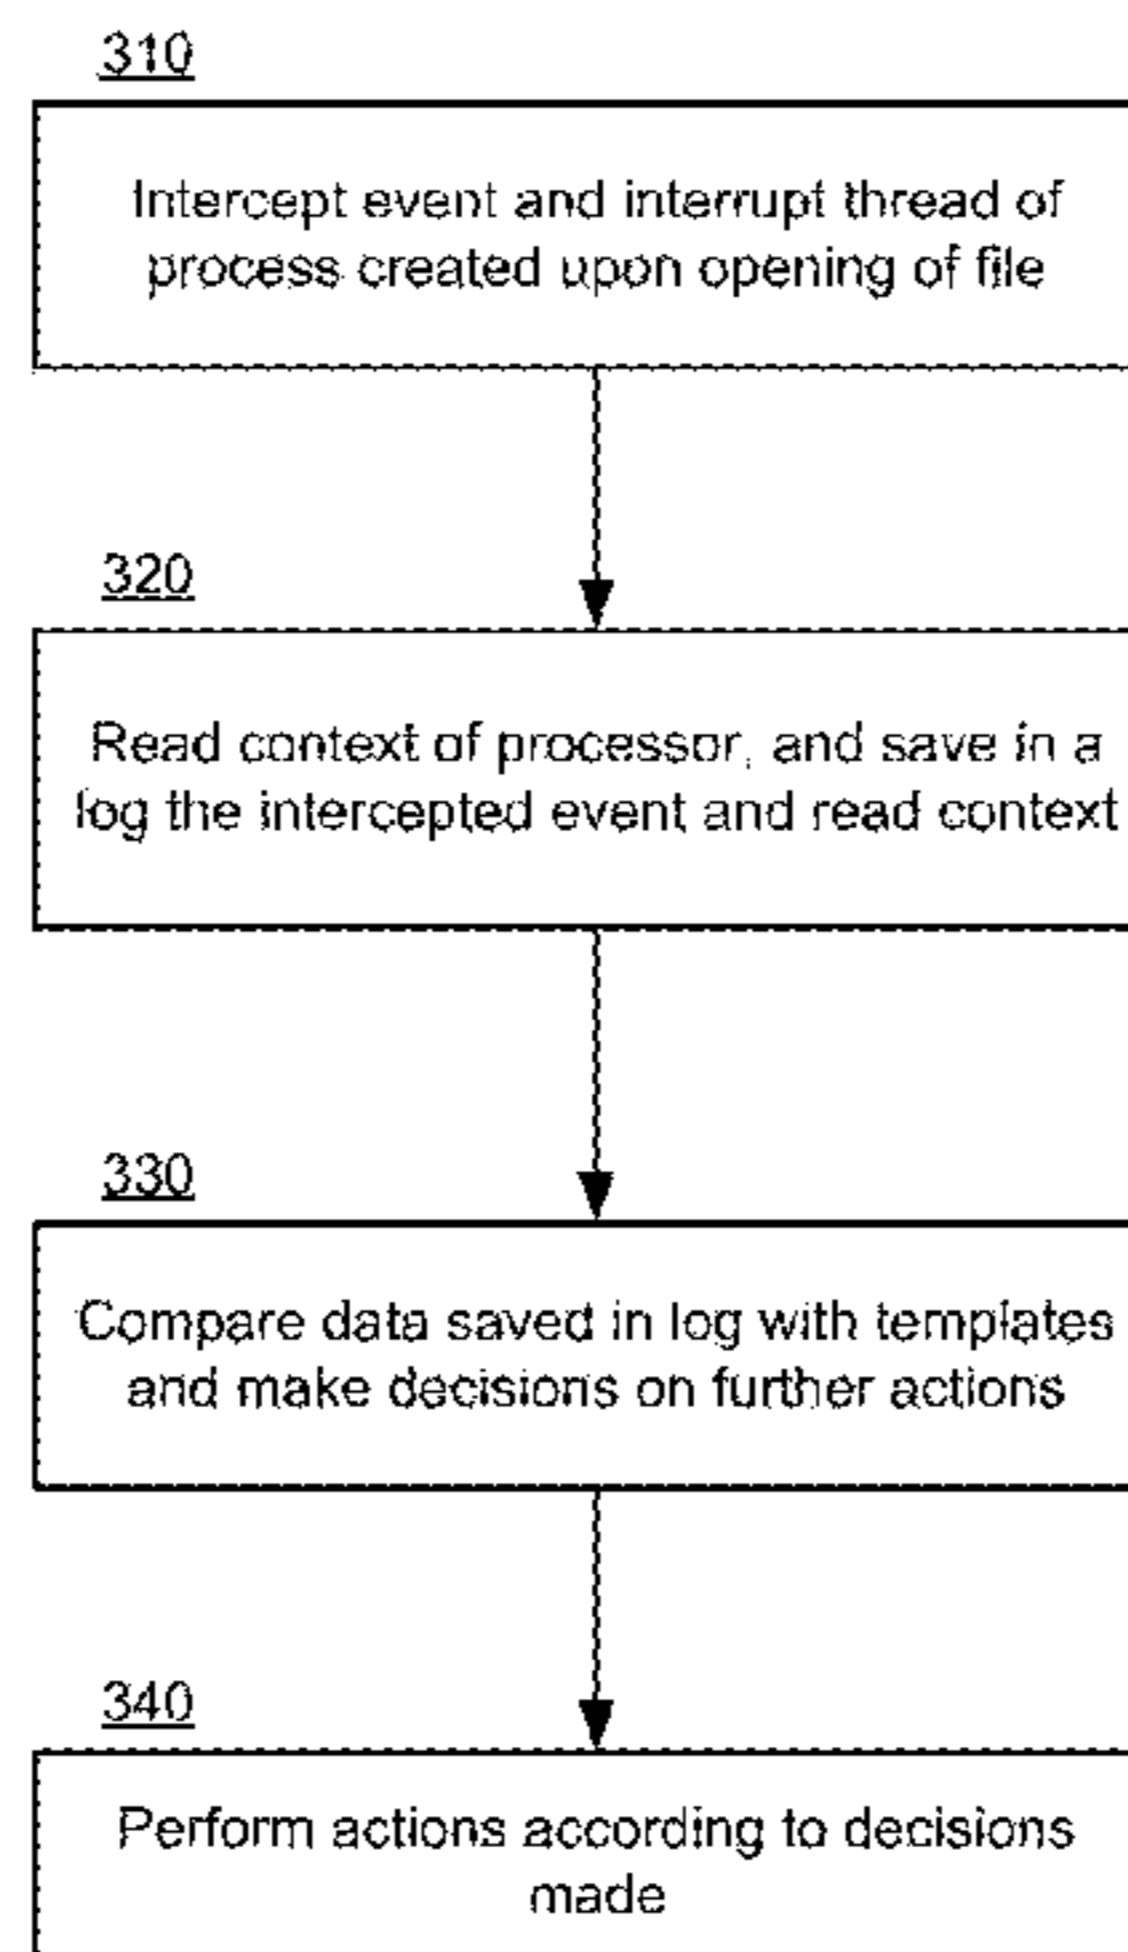 310
Intercept event and interrupt thread of
process created upon opening of file
320
Read context of processor, and save in a
log the intercepted event and read context
330
Compare data saved in log with templates
and make decisions on further actions
340
Perform actions according to decisions
made